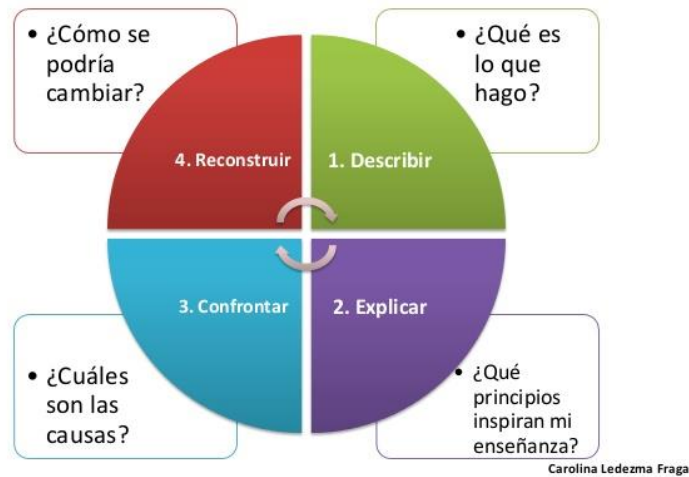 • ¿Cómo se
podría
cambiar?
• ¿Qué es
lo que
hago?
4. Reconstruir
1. Describir
3. Confrontar
2. Explicar
• ¿Cuáles
son las
causas?
• ¿Qué
principios
inspiran mi
enseñanza?
Carolina Ledezma Fraga